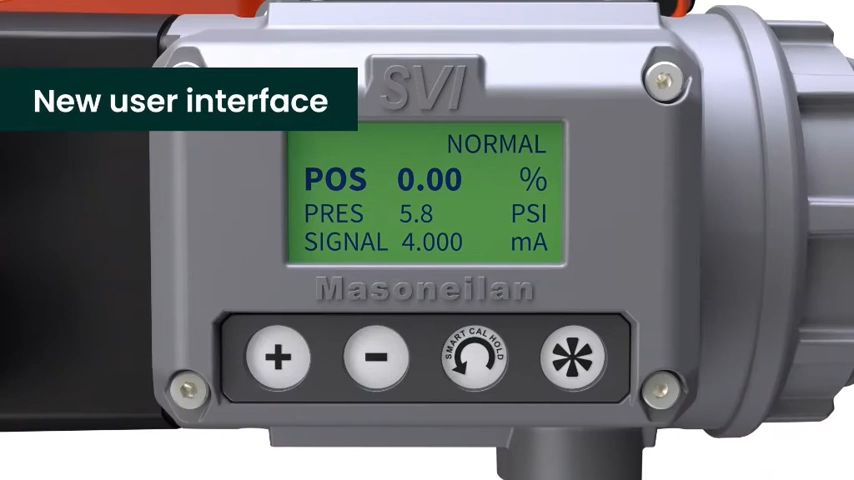 New user interface
SVI
NORMAL
POS 0.00 %
PRES 5.8 PSI
SIGNAL 4.000 mA
Masoneilan
+ -
SMART CAL HOLD